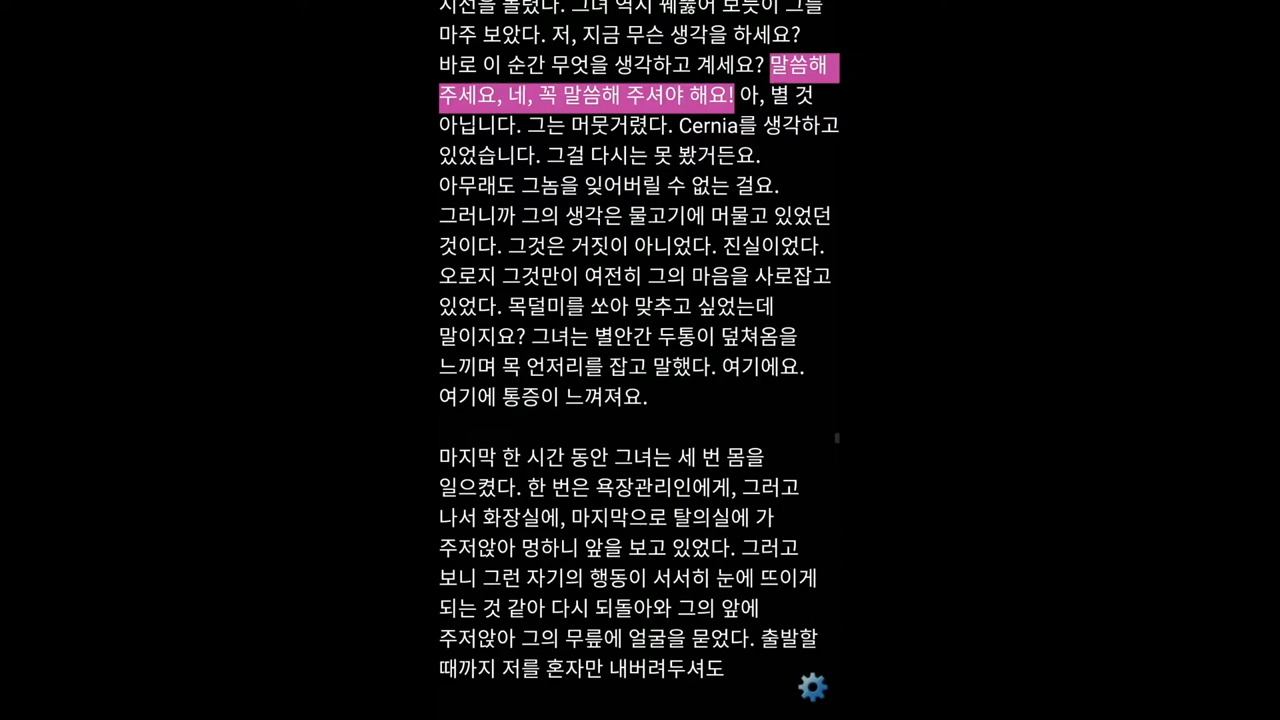 시선을 돌렸다. 그녀 역시 꿰뚫어 보듯이 그를
마주 보았다. 저, 지금 무슨 생각을 하세요?
바로 이 순간 무엇을 생각하고 계세요? 말씀해
주세요, 네, 꼭 말씀해 주셔야 해요! 아, 별 것
아닙니다. 그는 머뭇거렸다. Cernia를 생각하고
있었습니다. 그걸 다시는 못 봤거든요.
아무래도 그놈을 잊어버릴 수 없는 걸요.
그러니까 그의 생각은 물고기에 머물고 있었던
것이다. 그것은 거짓이 아니었다. 진실이었다.
오로지 그것만이 여전히 그의 마음을 사로잡고
있었다. 목덜미를 쏘아 맞추고 싶었는데
말이지요? 그녀는 별안간 두통이 덮쳐옴을
느끼며 목 언저리를 잡고 말했다. 여기에요.
여기에 통증이 느껴져요.
마지막 한 시간 동안 그녀는 세 번 몸을
일으켰다. 한 번은 욕장관리인에게, 그러고
나서 화장실에, 마지막으로 탈의실에 가
주저앉아 멍하니 앞을 보고 있었다. 그러고
보니 그런 자기의 행동이 서서히 눈에 뜨이게
되는 것 같아 다시 되돌아와 그의 앞에
주저앉아 그의 무릎에 얼굴을 묻었다. 출발할
때까지 저를 혼자만 내버려두셔도